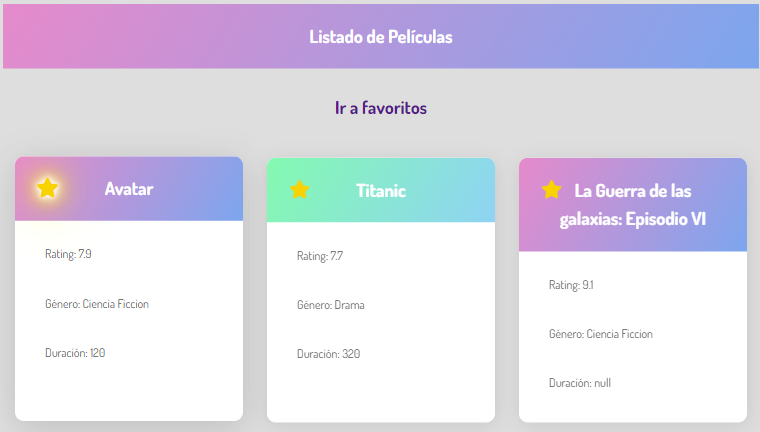 Listado de Películas
Ir a favoritos
Avatar
Rating: 7.9
Género: Ciencia Ficcion
Duración: 120
Titanic
Rating: 7.7
Género: Drama
Duración: 320
La Guerra de las
galaxias: Episodio VI
Rating: 9.1
Género: Ciencia Ficcion
Duración: null